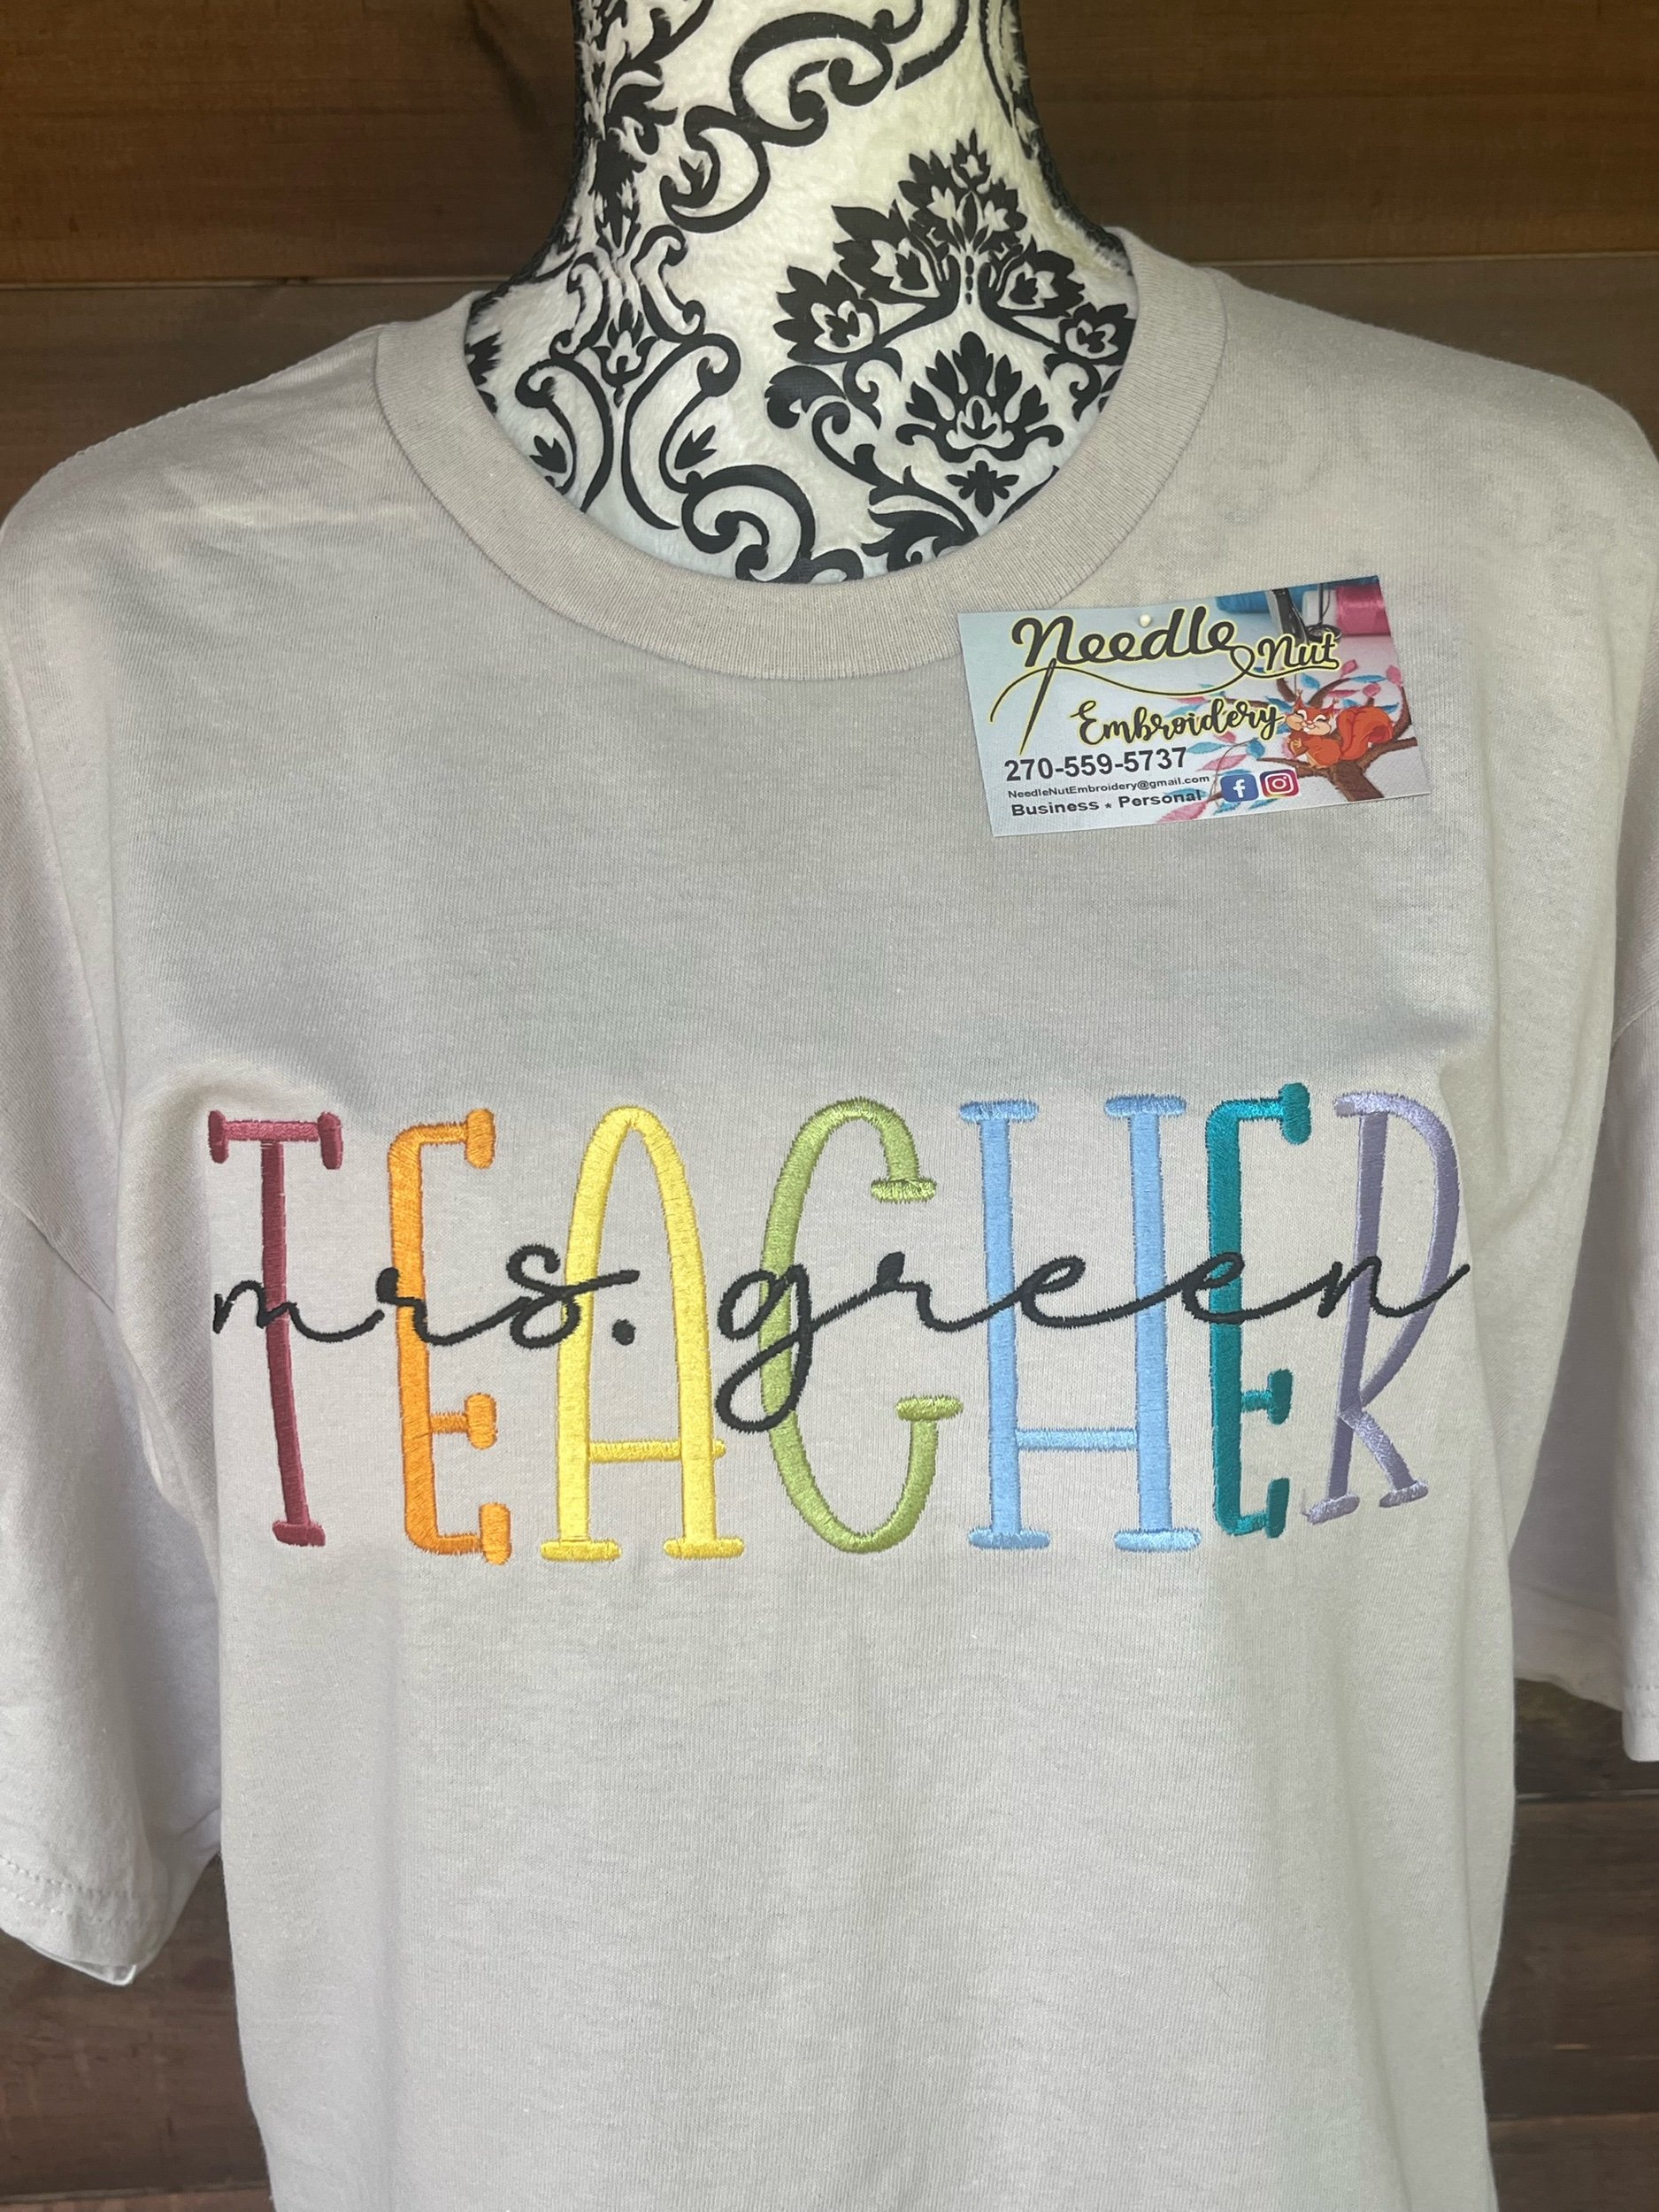 Needle Nut
Embroidery
270-559-5737
NeedleNutEmbroidery@gmail.com
Business * Personal
TEACHER
mrs. green